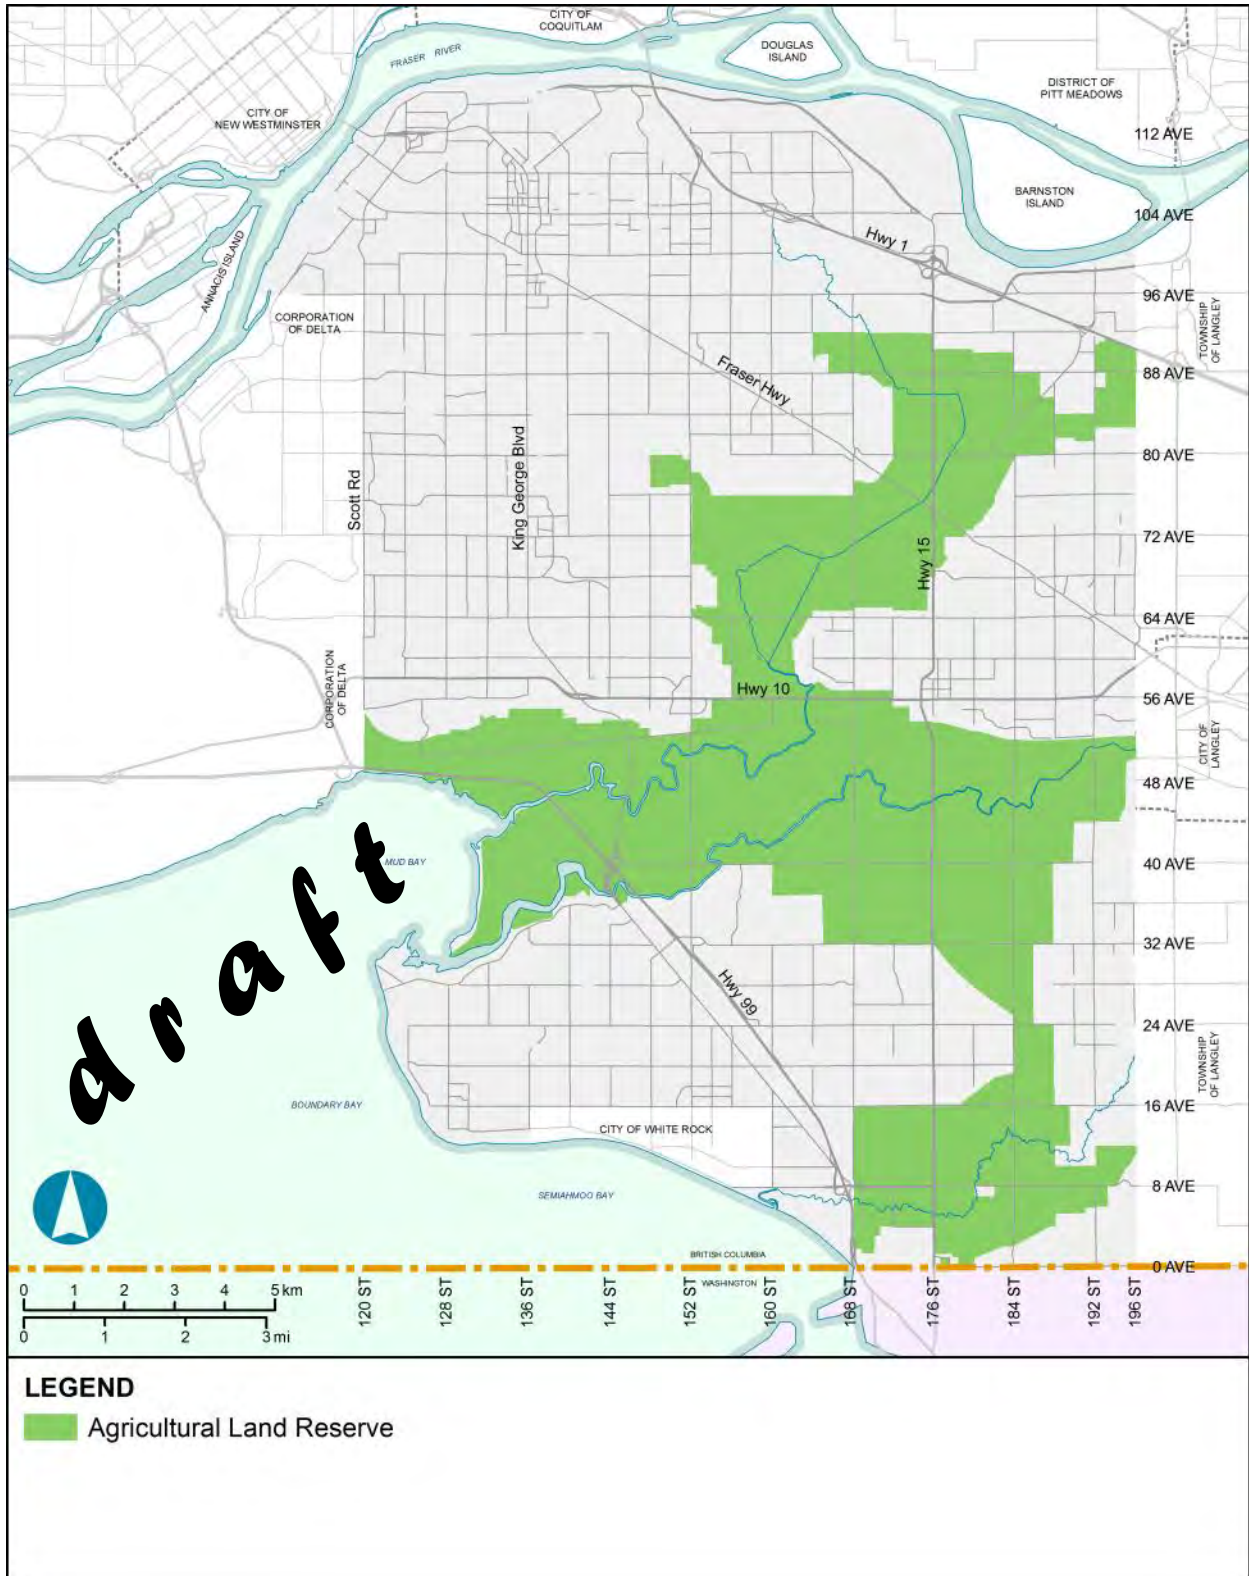 CITY OF
COQUITLAM
FRASER RIVER
DOUGLAS
ISLAND
DISTRICT OF
PITT MEADOWS
CITY OF
NEW WESTMINSTER
112 AVE
BARNSTON
ISLAND
104 AVE
Hwy 1
ANNACIS ISLAND
96 AVE
CORPORATION
OF DELTA
TOWNSHIP
OF LANGLEY
Fraser Hwy
88 AVE
80 AVE
Scott Rd
King George Blvd
72 AVE
Hwy 15
64 AVE
CORPORATION
OF DELTA
Hwy 10
56 AVE
CITY OF
LANGLEY
48 AVE
MUD BAY
40 AVE
draft
32 AVE
Hwy 99
24 AVE
TOWNSHIP
OF LANGLEY
BOUNDARY BAY
16 AVE
CITY OF WHITE ROCK
8 AVE
SEMIAHMOO BAY
BRITISH COLUMBIA
0 AVE
WASHINGTON
0 1 2 3 4 5 km
0 1 2 3 mi
120 ST
128 ST
136 ST
144 ST
152 ST
160 ST
168 ST
176 ST
184 ST
192 ST
196 ST
LEGEND
Agricultural Land Reserve